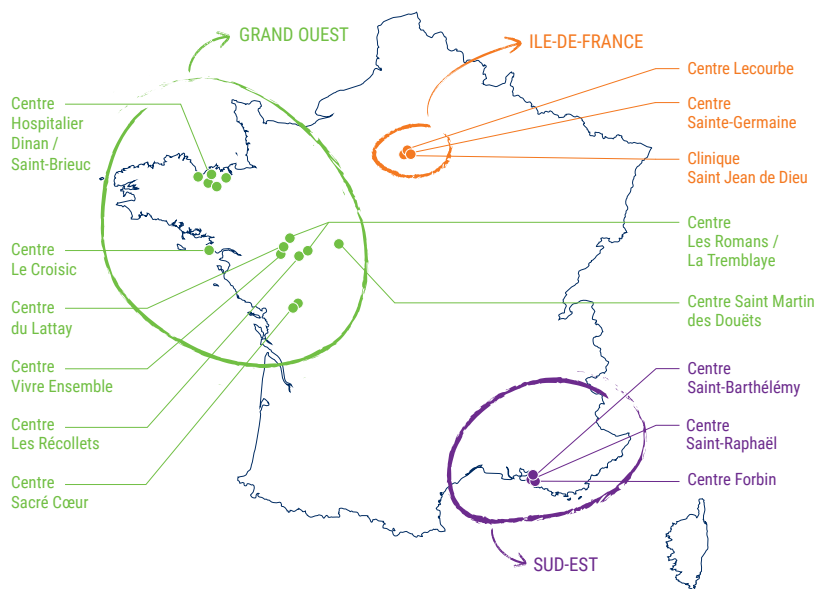 GRAND OUEST
ILE-DE-FRANCE
Centre
Hospitalier
Dinan /
Saint-Brieuc
Centre
Le Croisic
Centre
du Lattay
Centre
Vivre Ensemble
Centre
Les Récollets
Centre
Sacré Cœur
Centre Lecourbe
Centre
Sainte-Germaine
Clinique
Saint Jean de Dieu
Centre
Les Romans /
La Tremblaye
Centre Saint Martin
des Douëts
Centre
Saint-Barthélémy
Centre
Saint-Raphaël
Centre Forbin
SUD-EST